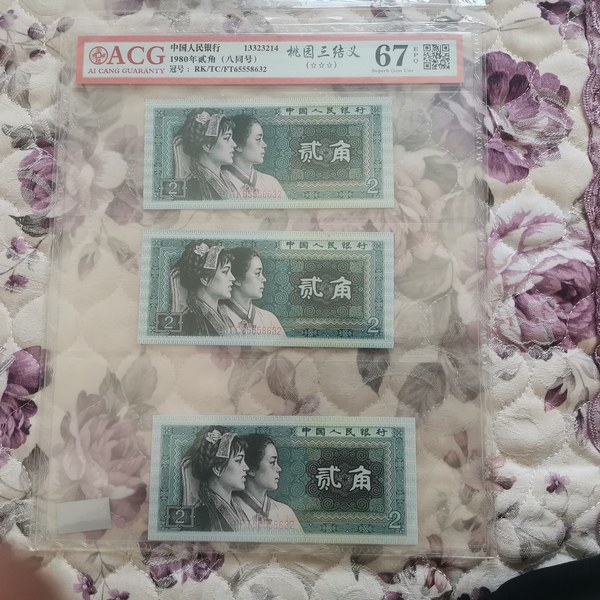 ACG
AI CANG GUARANTY
中国人民银行 13323214
1980年贰角（八同号）
冠号： RK/TC/FT65558632
桃园三结义
(☆☆☆)
67 EPQ
Superb Gem Unc
中国人民银行
贰角
2 2
中国人民银行
贰角
2 2
中国人民银行
贰角
2 2